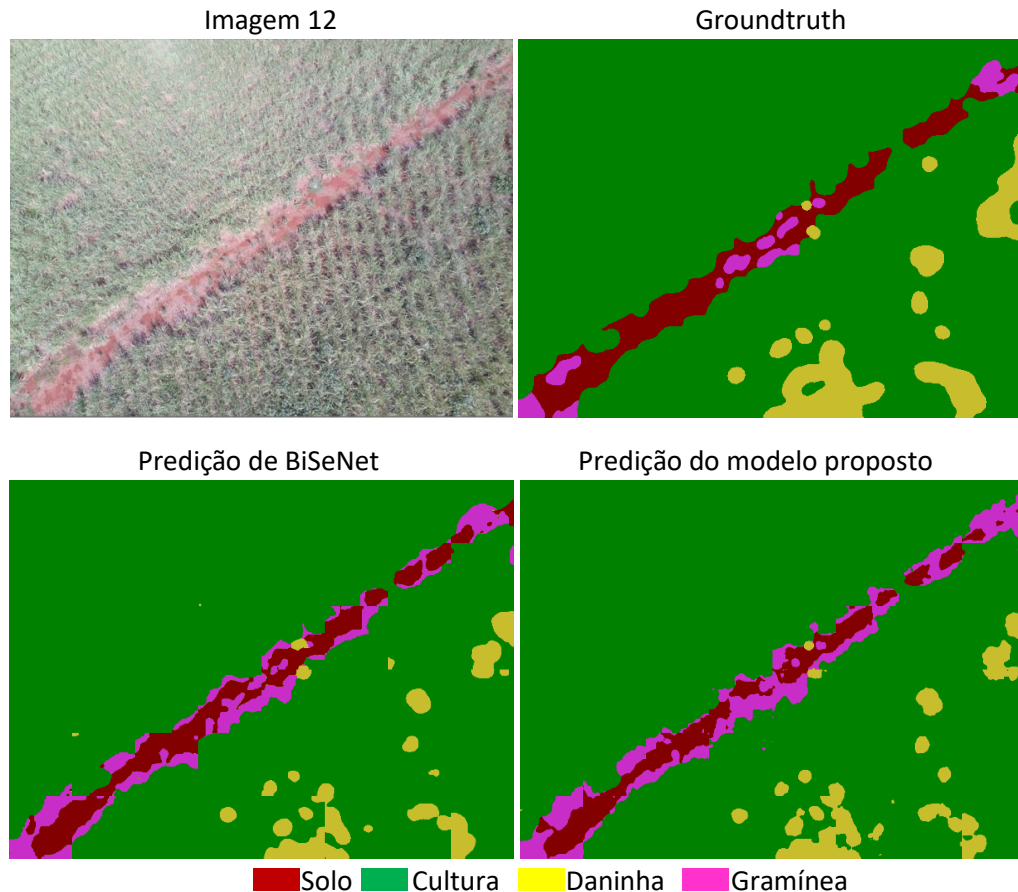 Imagem 12
Groundtruth
Predição de BiSeNet
Predição do modelo proposto
Solo
Cultura
Daninha
Gramínea